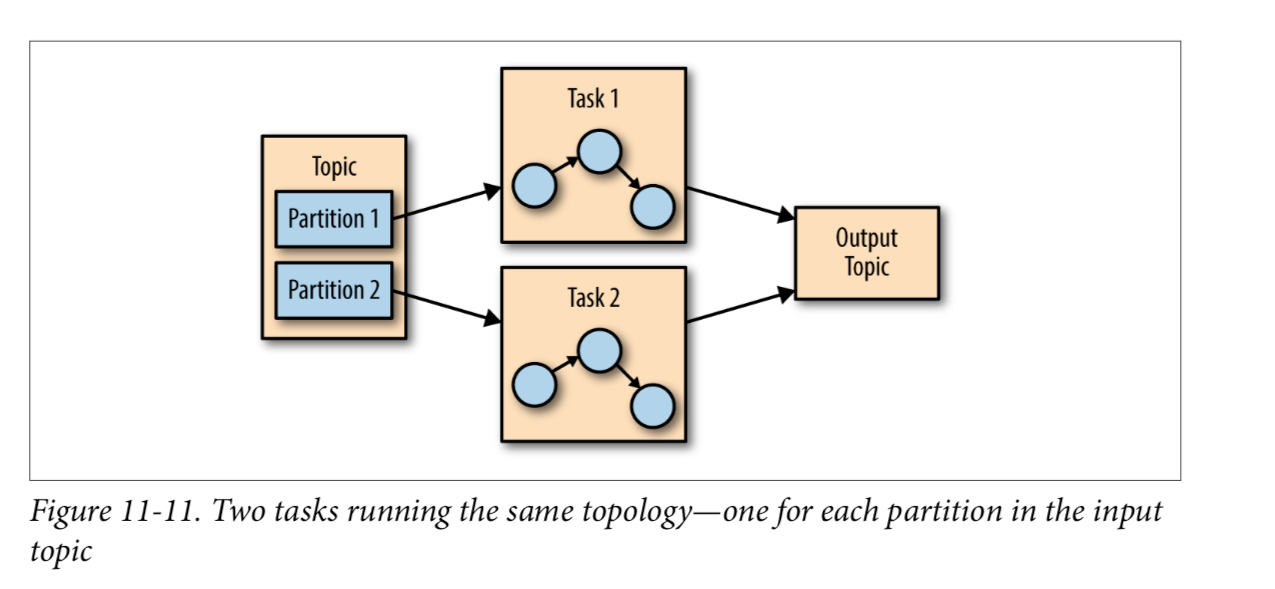 Topic
Partition 1
Partition 2
Task 1
Task 2
Output
Topic
Figure 11-11. Two tasks running the same topology—one for each partition in the input
topic